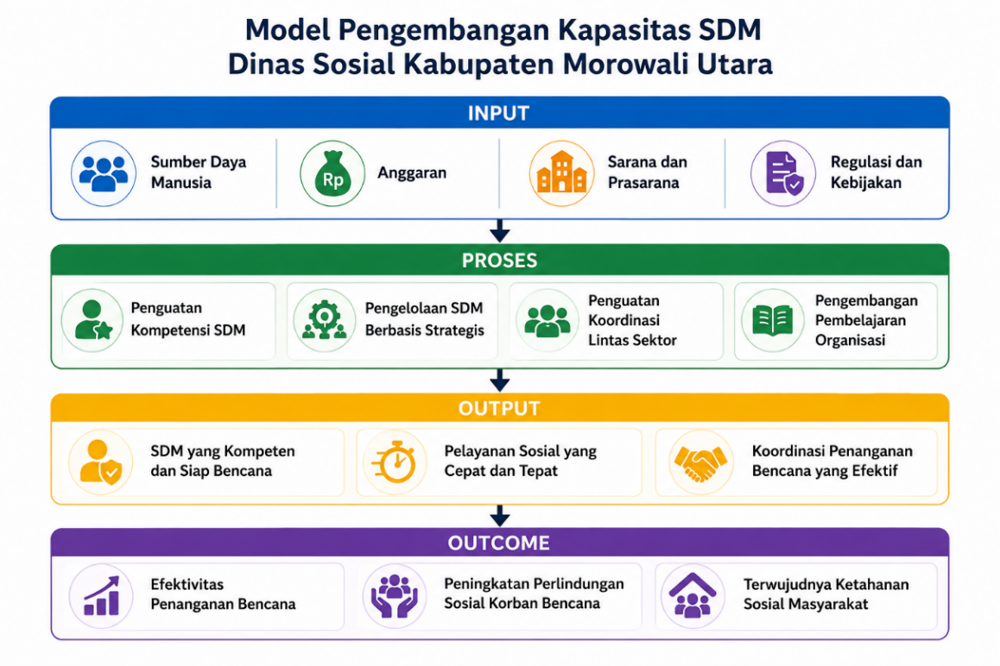 Model Pengembangan Kapasitas SDM
Dinas Sosial Kabupaten Morowali Utara
INPUT
Sumber Daya
Manusia
Rp
Anggaran
Sarana dan
Prasarana
Regulasi dan
Kebijakan
PROSES
Penguatan
Kompetensi SDM
Pengelolaan SDM
Berbasis Strategis
Penguatan
Koordinasi
Lintas Sektor
Pengembangan
Pembelajaran
Organisasi
OUTPUT
SDM yang Kompeten
dan Siap Bencana
Pelayanan Sosial yang
Cepat dan Tepat
Koordinasi Penanganan
Bencana yang Efektif
OUTCOME
Efektivitas
Penanganan Bencana
Peningkatan Perlindungan
Sosial Korban Bencana
Terwujudnya Ketahanan
Sosial Masyarakat